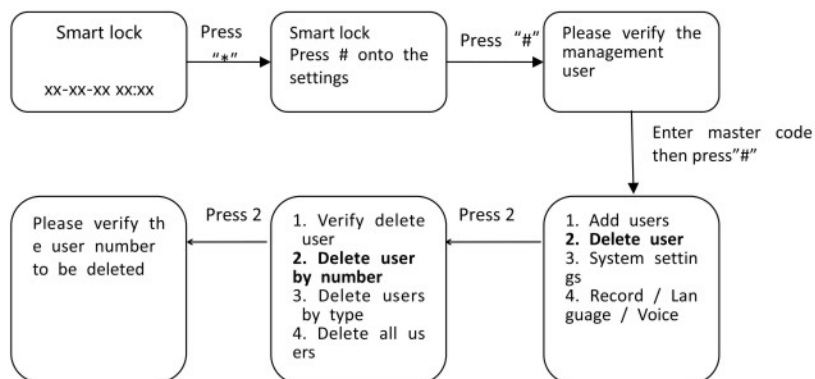 Smart lock
xx-xx-xx xx:xx
Press
“*”
Smart lock
Press # onto the
settings
Press “#”
Please verify the
management
user
Enter master code
then press”#”
1. Add users
2. Delete user
3. System settin
gs
4. Record / Lan
guage / Voice
Press 2
1. Verify delete
user
2. Delete user
by number
3. Delete users
by type
4. Delete all us
ers
Press 2
Please verify th
e user number
to be deleted